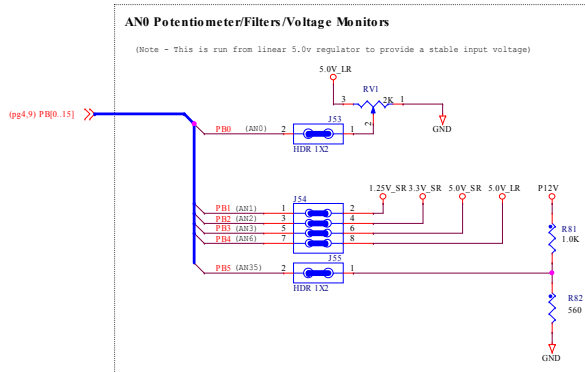 AN0 Potentiometer/Filters/Voltage Monitors
(Note - This is run from linear 5.0v regulator to provide a stable input voltage)
5.0V_LR
RV1
3 2K 1
2
GND
(pg4,9) PB[0..15]
J53
PB0 (AN0) 2 1
HDR 1X2
1.25V_SR 3.3V_SR 5.0V_SR 5.0V_LR P12V
J54
PB1 (AN1) 1 2
PB2 (AN2) 3 4
PB3 (AN3) 5 6
PB4 (AN6) 7 8
R81
1.0K
J55
PB5 (AN35) 2 1
HDR 1X2
R82
560
GND